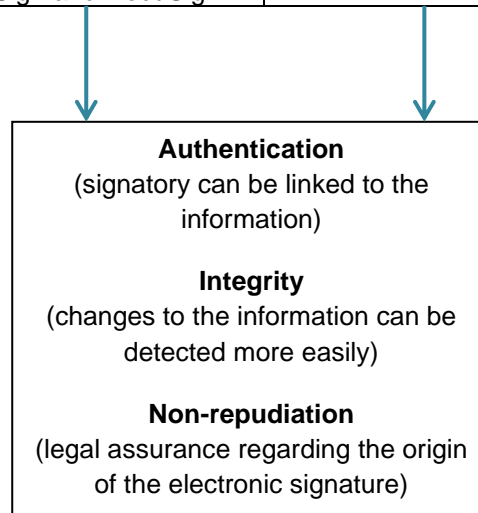 Authentication
(signatory can be linked to the
information)
Integrity
(changes to the information can be
detected more easily)
Non-repudiation
(legal assurance regarding the origin
of the electronic signature)